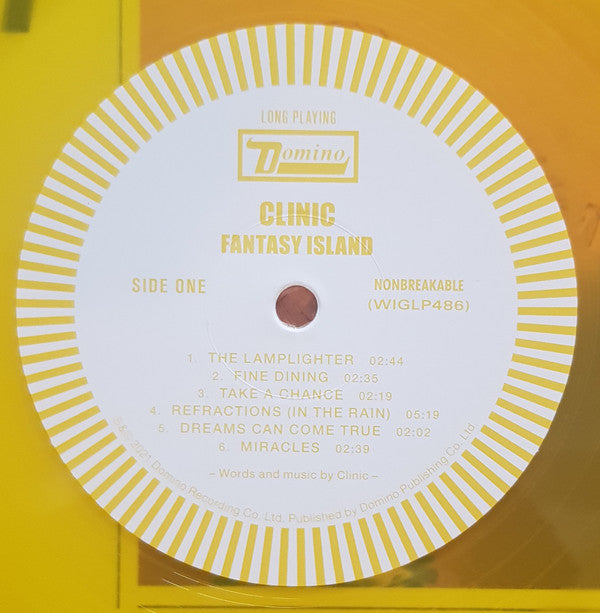 LONG PLAYING
Domino
CLINIC
FANTASY ISLAND
SIDE ONE
NONBREAKABLE
(WIGLP486)
1. THE LAMPLIGHTER 02:44
2. FINE DINING 02:35
3. TAKE A CHANCE 02:19
4. REFRACTIONS (IN THE RAIN) 05:19
5. DREAMS CAN COME TRUE 02:02
6. MIRACLES 02:39
– Words and music by Clinic –
℗&© 2021 Domino Recording Co. Ltd. Published by Domino Publishing Co. Ltd